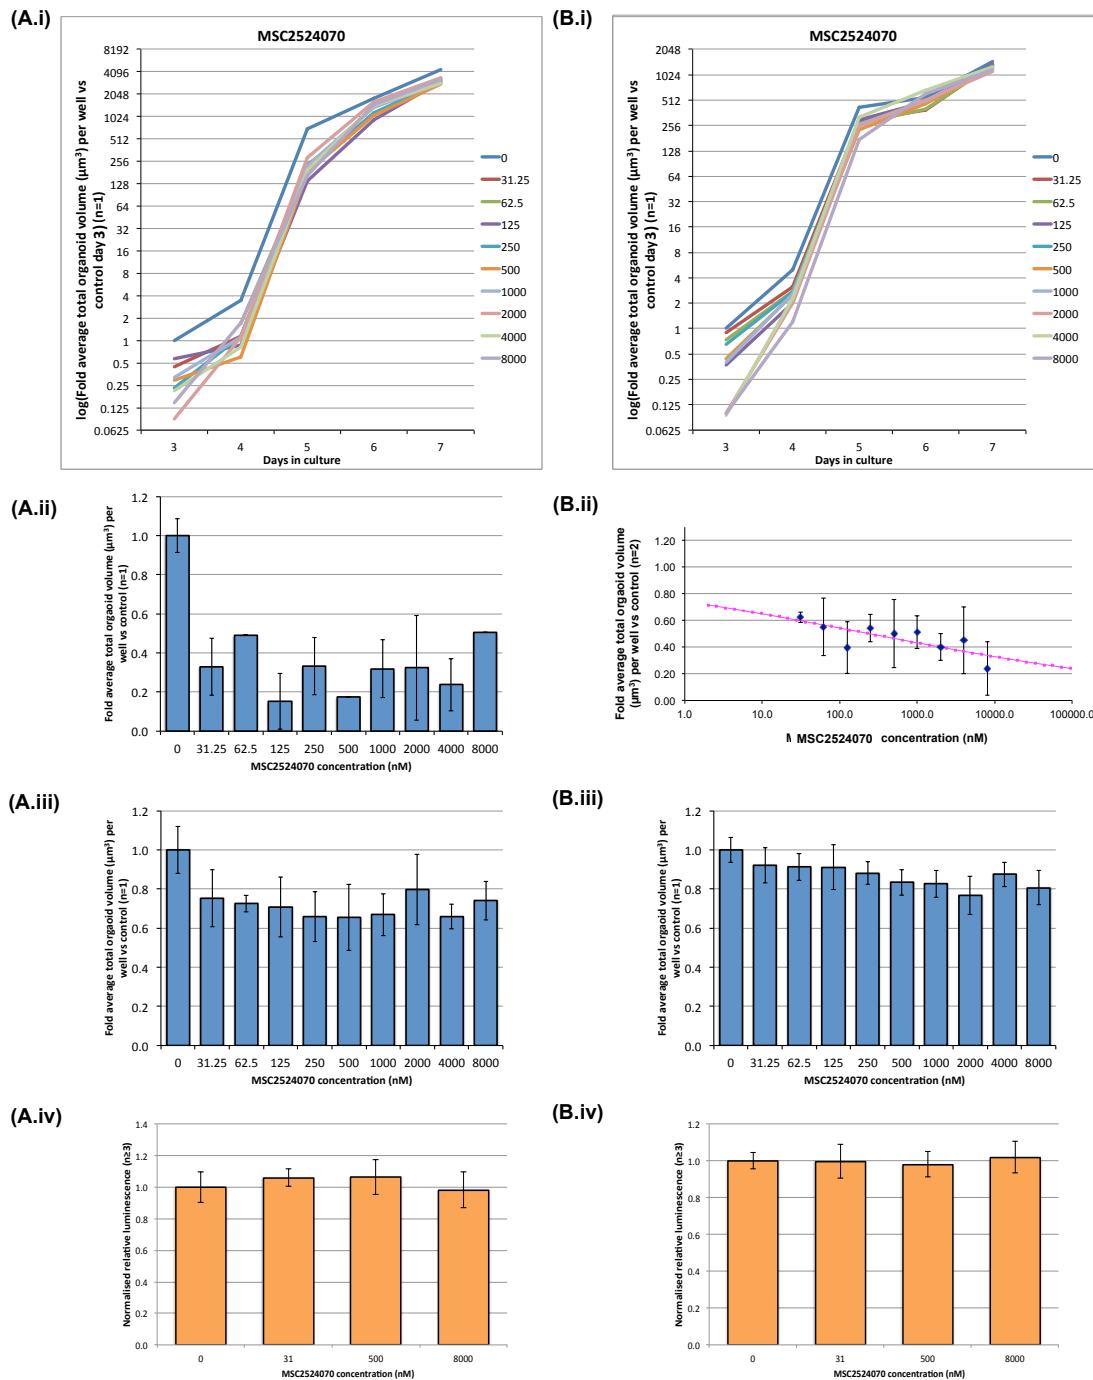 (A.i)
MSC2524070
log(Fold average total organoid volume (µm³) per well vs
control day 3) (n=1)
8192
4096
2048
1024
512
256
128
64
32
16
8
4
2
1
0.5
0.25
0.125
0.0625
3 4 5 6 7
Days in culture
0
31.25
62.5
125
250
500
1000
2000
4000
8000
(B.i)
MSC2524070
log(Fold average total organoid volume (µm³) per well vs
control day 3) (n=1)
2048
1024
512
256
128
64
32
16
8
4
2
1
0.5
0.25
0.125
0.0625
3 4 5 6 7
Days in culture
0
31.25
62.5
125
250
500
1000
2000
4000
8000
(A.ii)
Fold average total orgaoid volume (µm³) per
well vs control (n=1)
1.2
1.0
0.8
0.6
0.4
0.2
0.0
0 31.25 62.5 125 250 500 1000 2000 4000 8000
MSC2524070 concentration (nM)
(B.ii)
Fold average total orgaoid volume
(µm³) per well vs control (n=2)
1.20
1.00
0.80
0.60
0.40
0.20
0.00
1.0 10.0 100.0 1000.0 10000.0 100000.0
MSC2524070 concentration (nM)
(A.iii)
Fold average total orgaoid volume (µm³) per
well vs control (n=1)
1.2
1.0
0.8
0.6
0.4
0.2
0.0
0 31.25 62.5 125 250 500 1000 2000 4000 8000
MSC2524070 concentration (nM)
(B.iii)
Fold average total orgaoid volume (µm³) per
well vs control (n=1)
1.2
1.0
0.8
0.6
0.4
0.2
0.0
0 31.25 62.5 125 250 500 1000 2000 4000 8000
MSC2524070 concentration (nM)
(A.iv)
Normalised relative luminescence (n≥3)
1.4
1.2
1.0
0.8
0.6
0.4
0.2
0.0
0 31 500 8000
MSC2524070 concentration (nM)
(B.iv)
Normalised relative luminescence (n≥3)
1.2
1.0
0.8
0.6
0.4
0.2
0.0
0 31 500 8000
MSC2524070 concentration (nM)